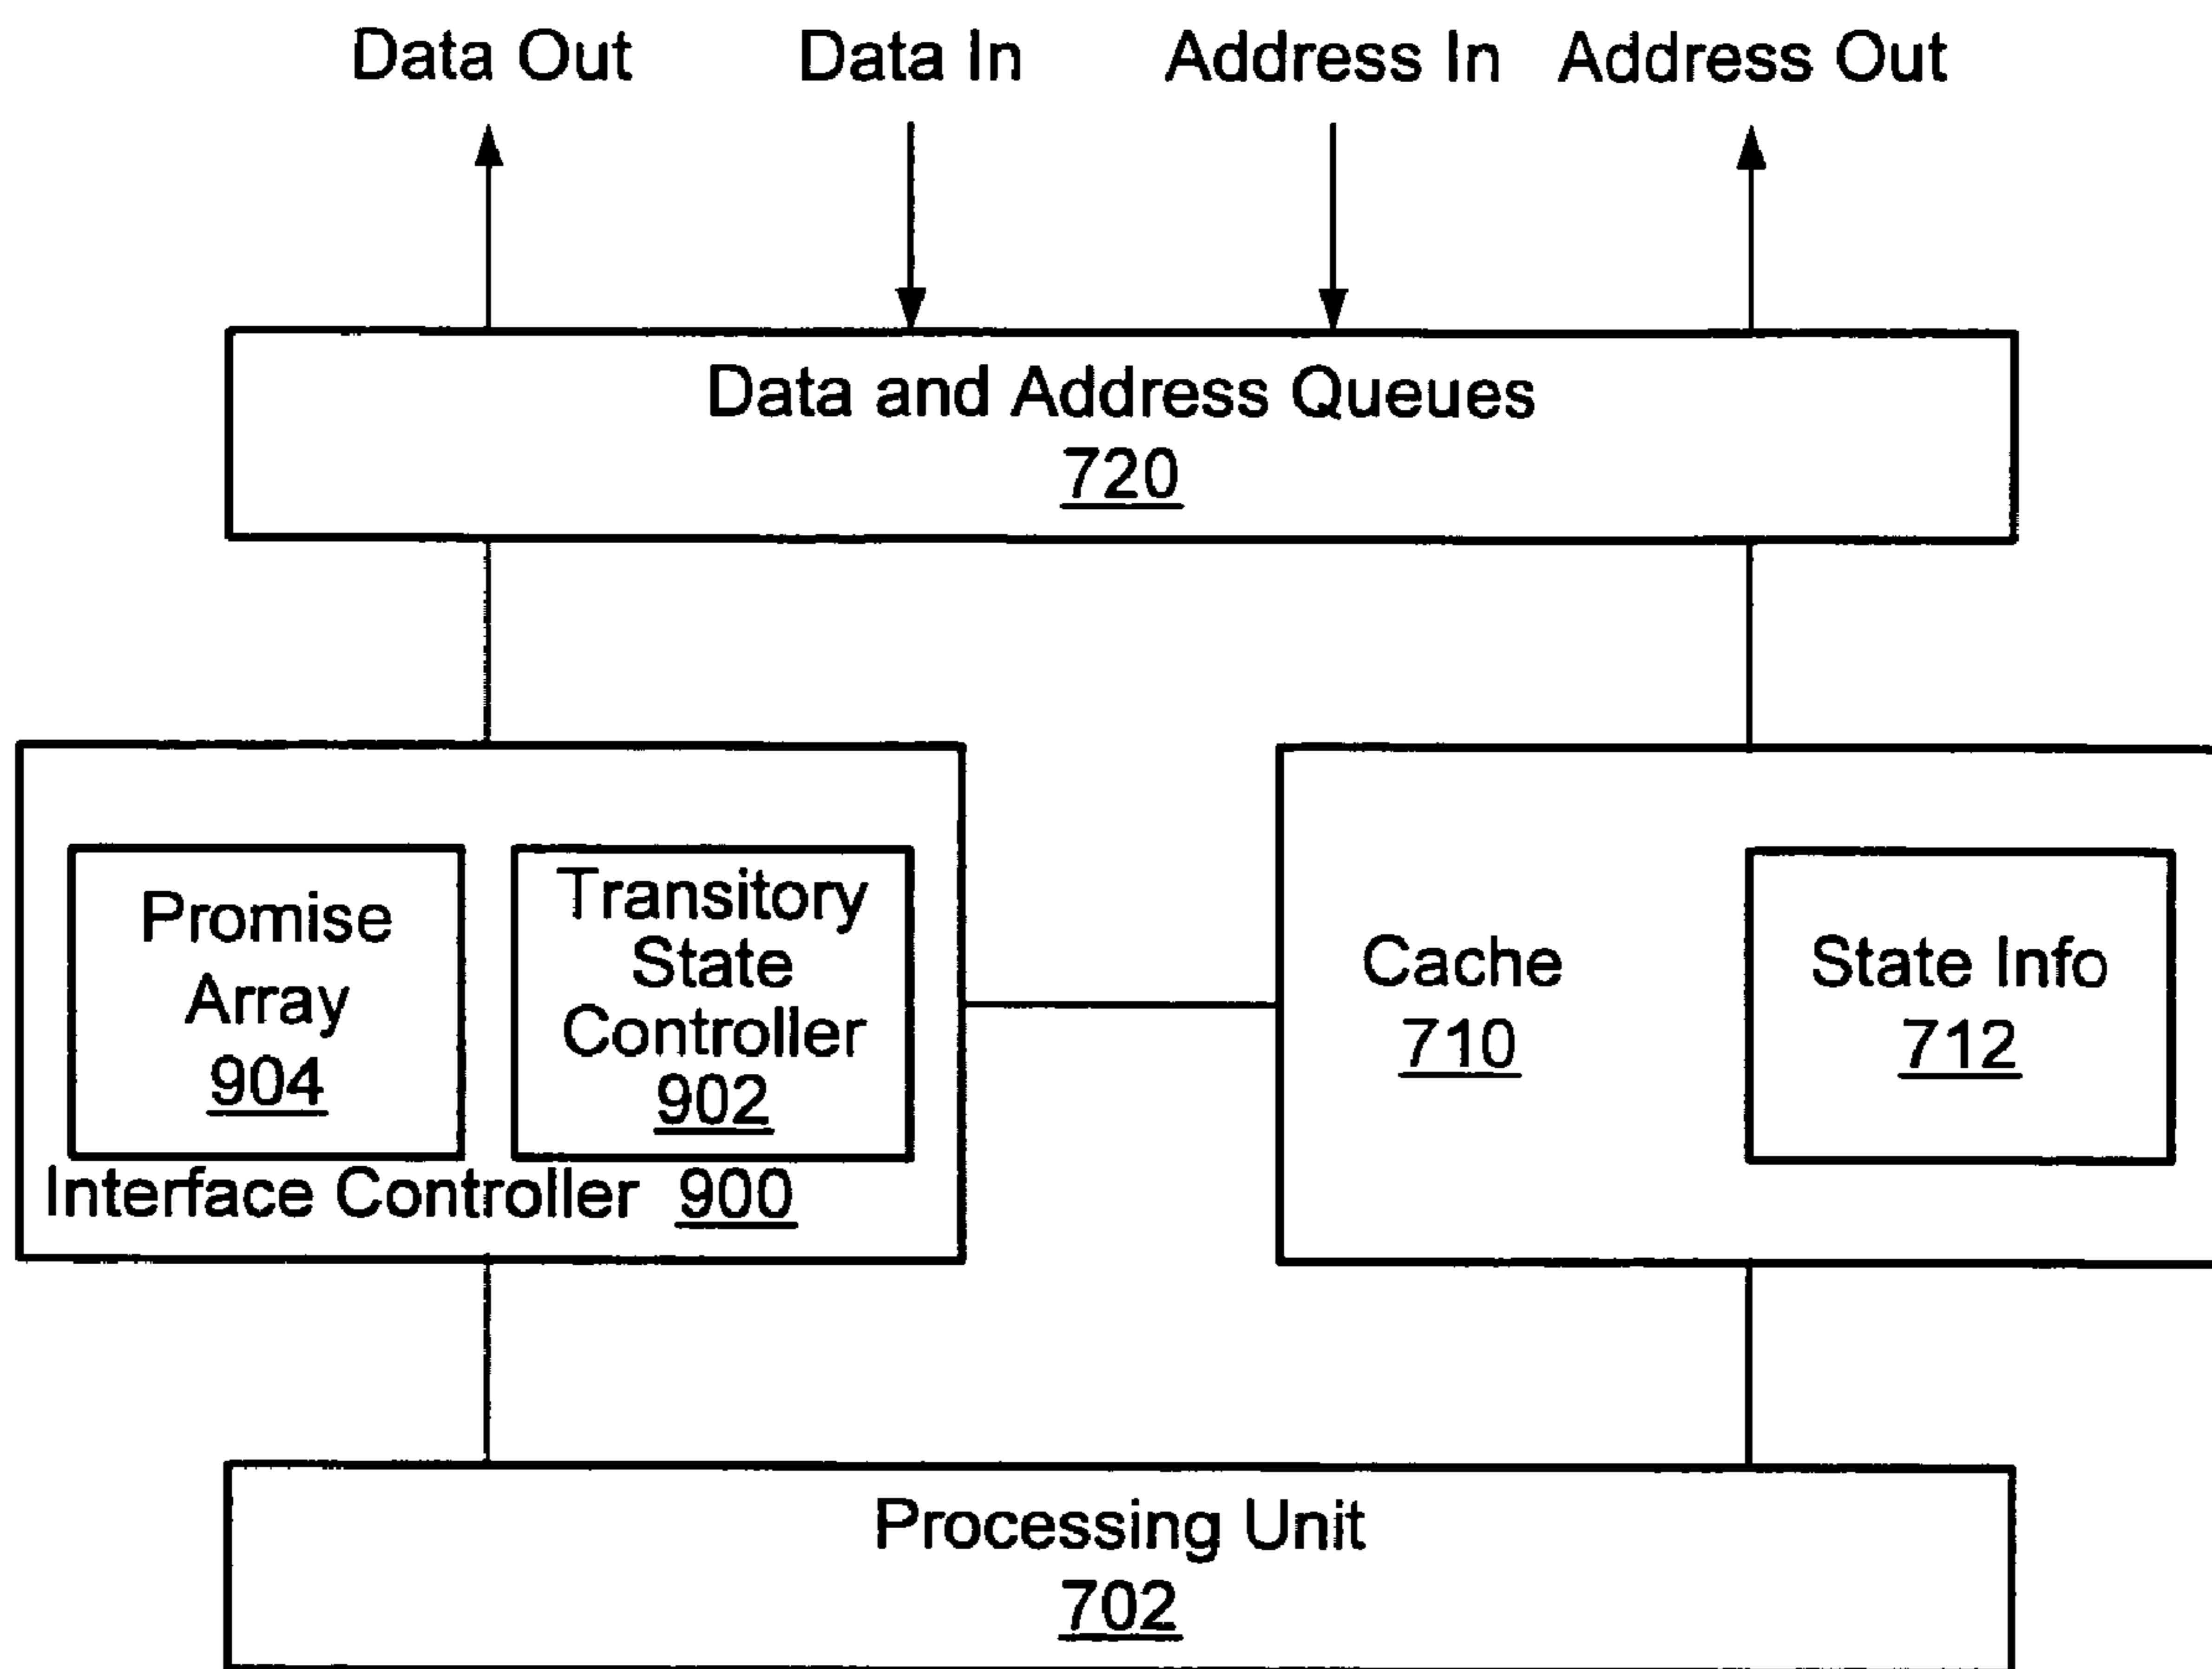 Data Out
Data In
Address In
Address Out
Data and Address Queues
720
Promise
Array
904
Transitory
State
Controller
902
Interface Controller 900
Cache
710
State Info
712
Processing Unit
702